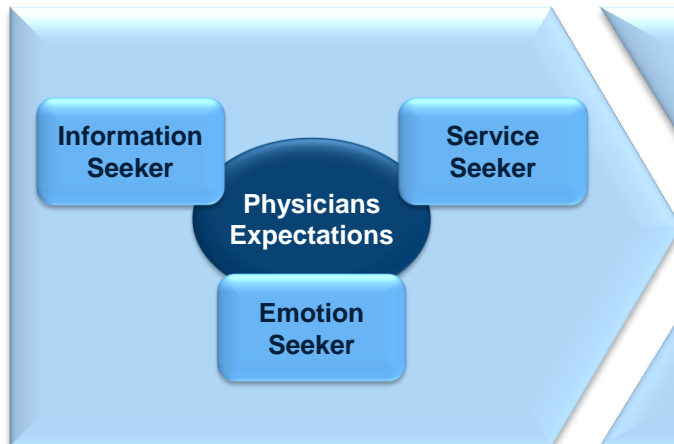 Information
Seeker
Service
Seeker
Physicians
Expectations
Emotion
Seeker